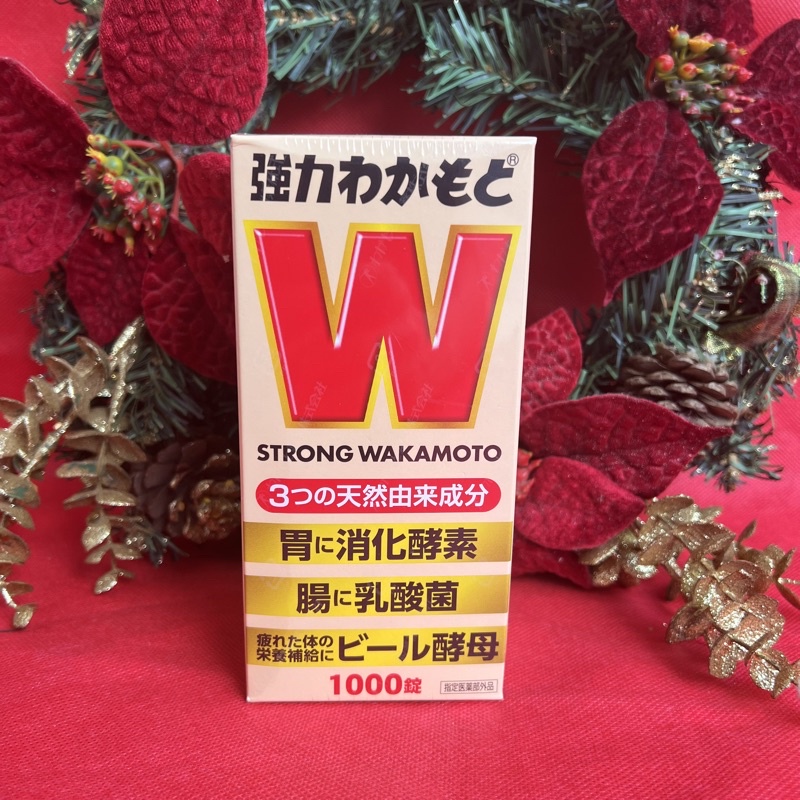 強力わかもと®
W
STRONG WAKAMOTO
3つの天然由来成分
胃に消化酵素
腸に乳酸菌
疲れた体の
栄養補給にビール酵母
1000錠
指定医薬部外品